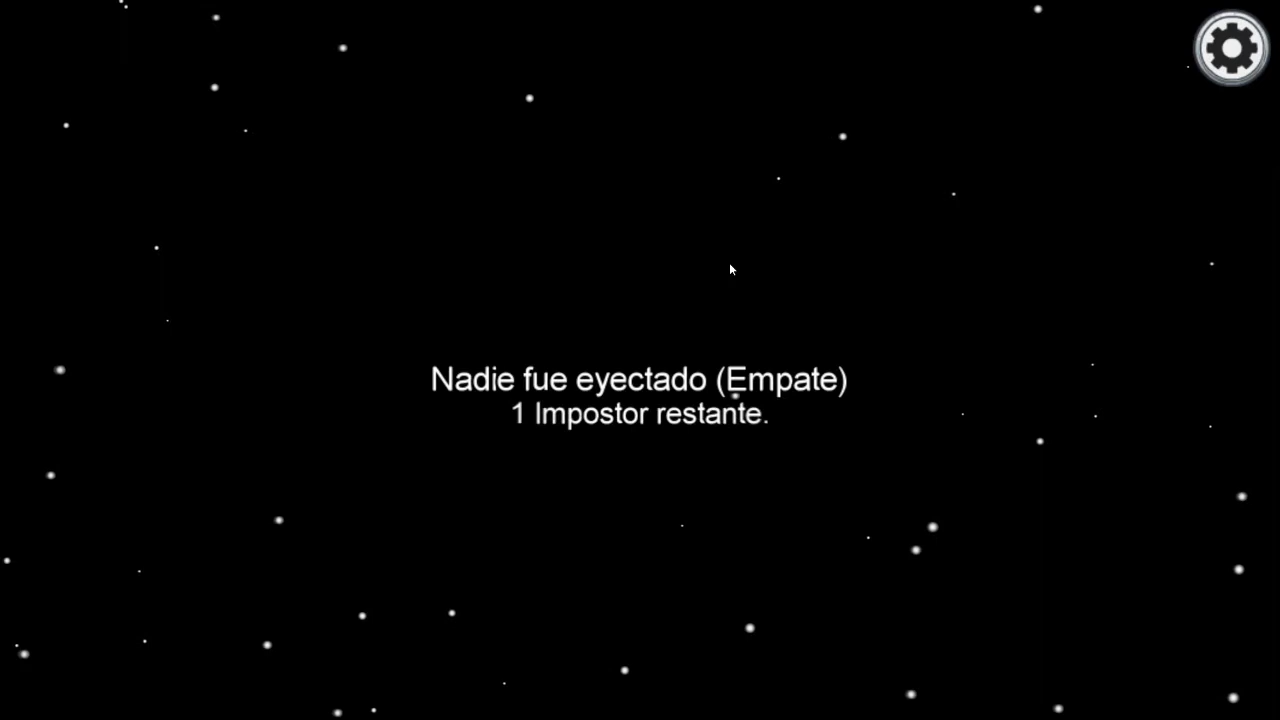 Nadie fue eyectado (Empate)
1 Impostor restante.